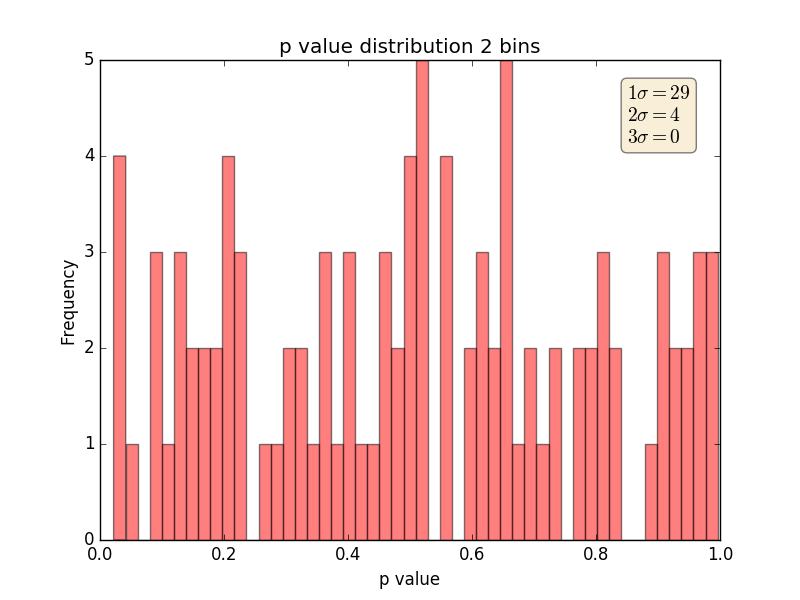 p value distribution 2 bins
1σ = 29
2σ = 4
3σ = 0
5
4
3
2
1
0
Frequency
0.0 0.2 0.4 0.6 0.8 1.0
p value